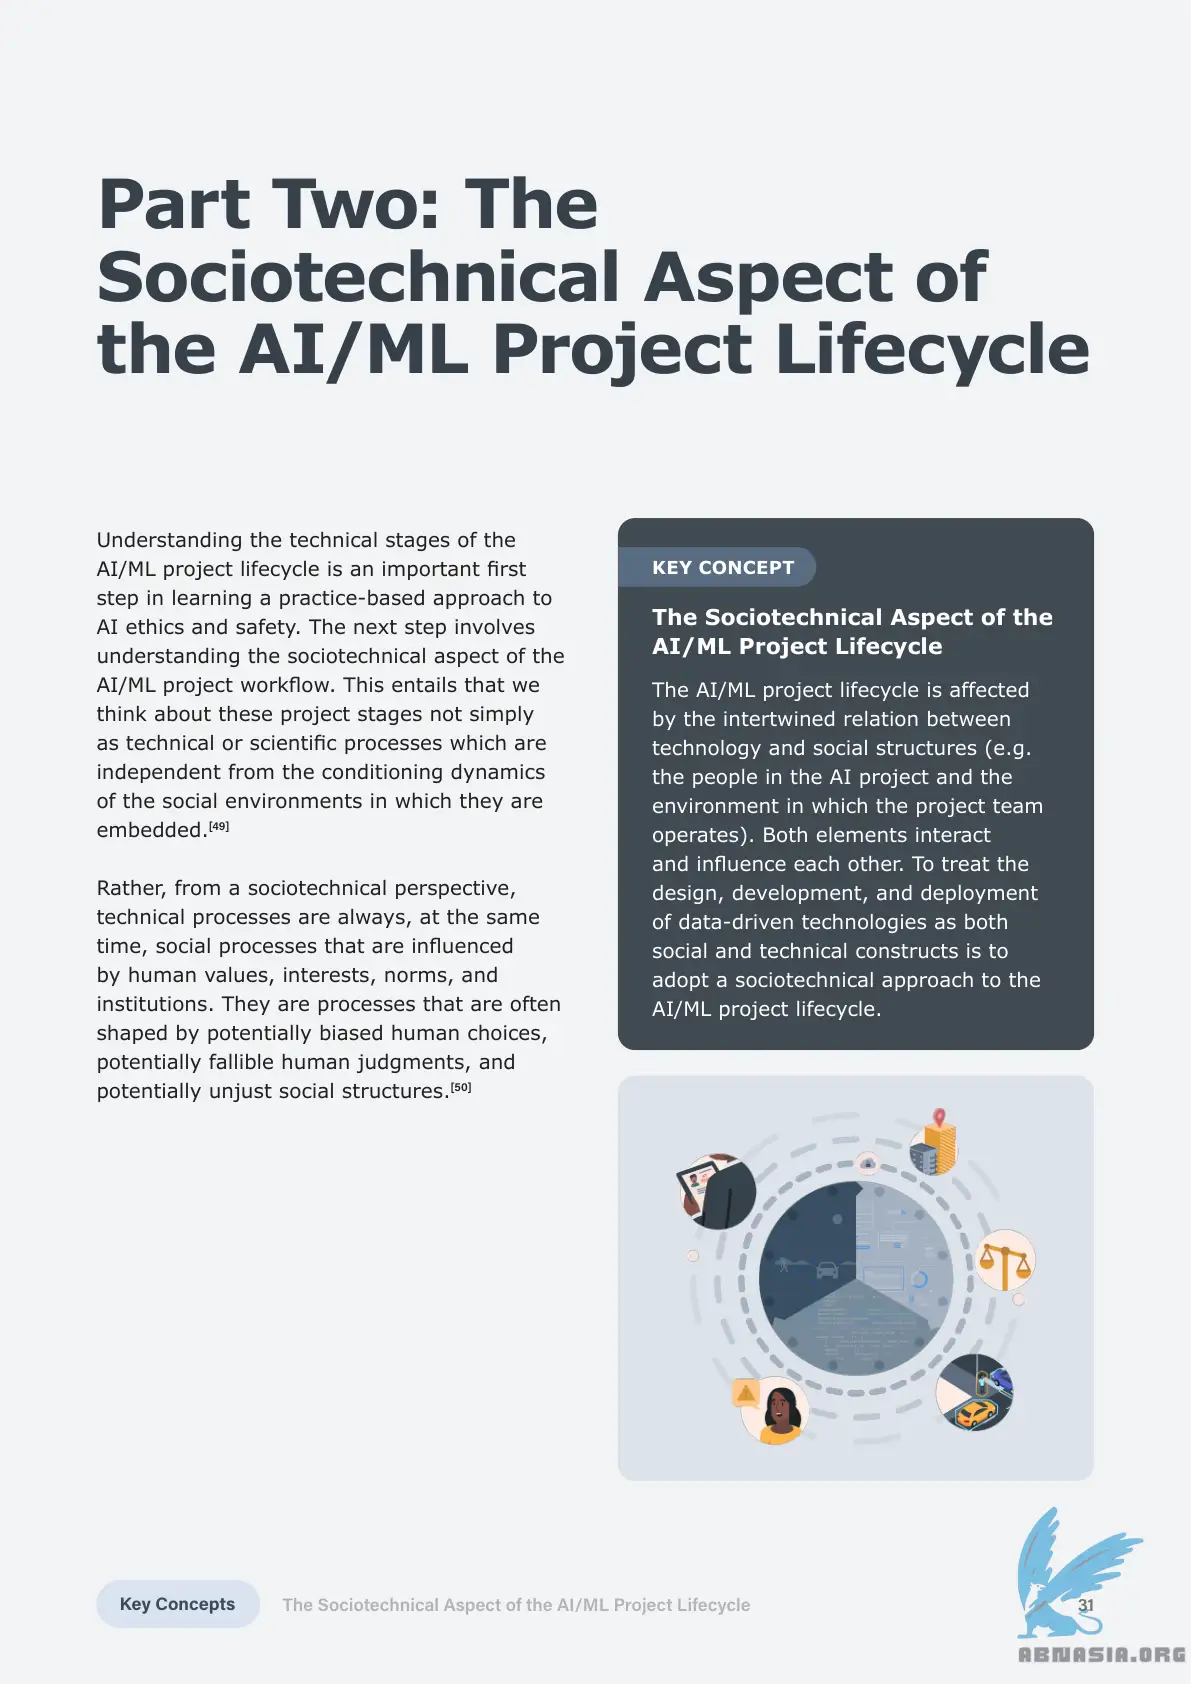 Part Two: The
Sociotechnical Aspect of
the AI/ML Project Lifecycle
Understanding the technical stages of the
AI/ML project lifecycle is an important first
step in learning a practice-based approach to
AI ethics and safety. The next step involves
understanding the sociotechnical aspect of the
AI/ML project workflow. This entails that we
think about these project stages not simply
as technical or scientific processes which are
independent from the conditioning dynamics
of the social environments in which they are
embedded.[49]
Rather, from a sociotechnical perspective,
technical processes are always, at the same
time, social processes that are influenced
by human values, interests, norms, and
institutions. They are processes that are often
shaped by potentially biased human choices,
potentially fallible human judgments, and
potentially unjust social structures.[50]
KEY CONCEPT
The Sociotechnical Aspect of the
AI/ML Project Lifecycle
The AI/ML project lifecycle is affected
by the intertwined relation between
technology and social structures (e.g.
the people in the AI project and the
environment in which the project team
operates). Both elements interact
and influence each other. To treat the
design, development, and deployment
of data-driven technologies as both
social and technical constructs is to
adopt a sociotechnical approach to the
AI/ML project lifecycle.
Key Concepts
The Sociotechnical Aspect of the AI/ML Project Lifecycle
31
ABNASIA.ORG